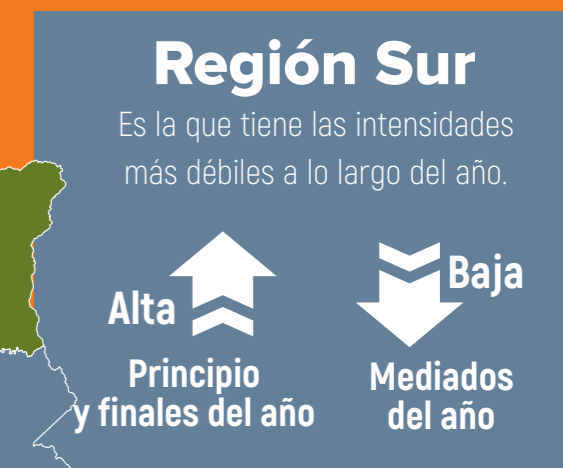 Región Sur
Es la que tiene las intensidades
más débiles a lo largo del año.
Alta
Principio
y finales del año
Baja
Mediados
del año